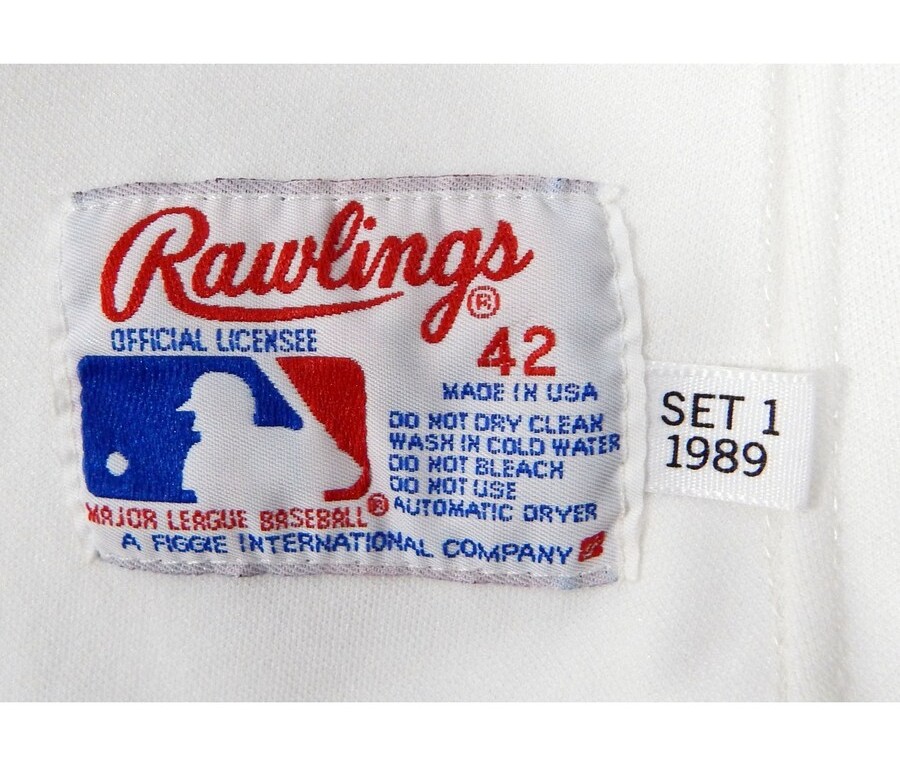 Rawlings®
42
OFFICIAL LICENSEE
MADE IN USA
DO NOT DRY CLEAN
WASH IN COLD WATER
DO NOT BLEACH
DO NOT USE
AUTOMATIC DRYER
MAJOR LEAGUE BASEBALL®
A FIGGIE INTERNATIONAL COMPANY
SET 1
1989